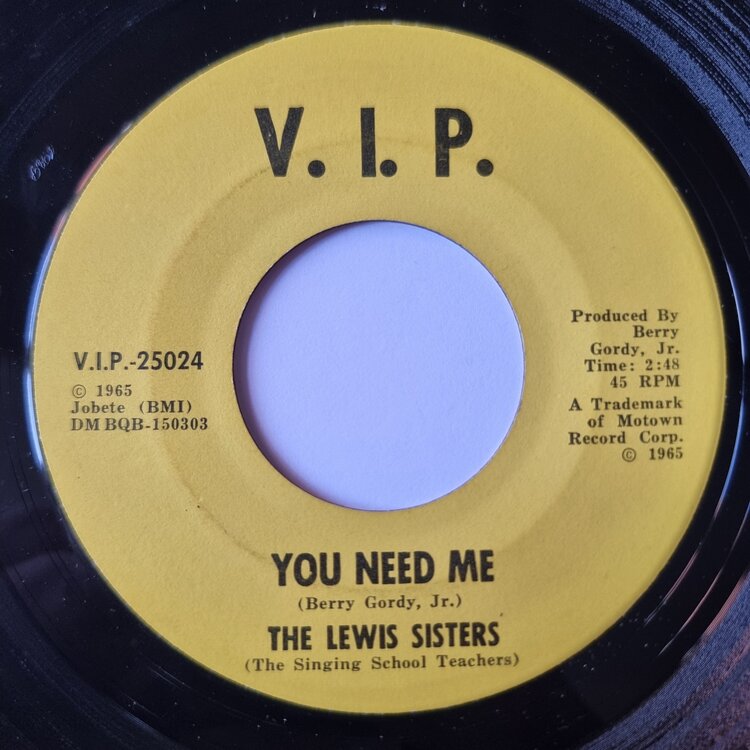 V. I. P.
V.I.P.-25024
© 1965
Jobete (BMI)
DM BQB-150303
Produced By
Berry
Gordy, Jr.
Time: 2:48
45 RPM
A Trademark
of Motown
Record Corp.
© 1965
YOU NEED ME
(Berry Gordy, Jr.)
THE LEWIS SISTERS
(The Singing School Teachers)